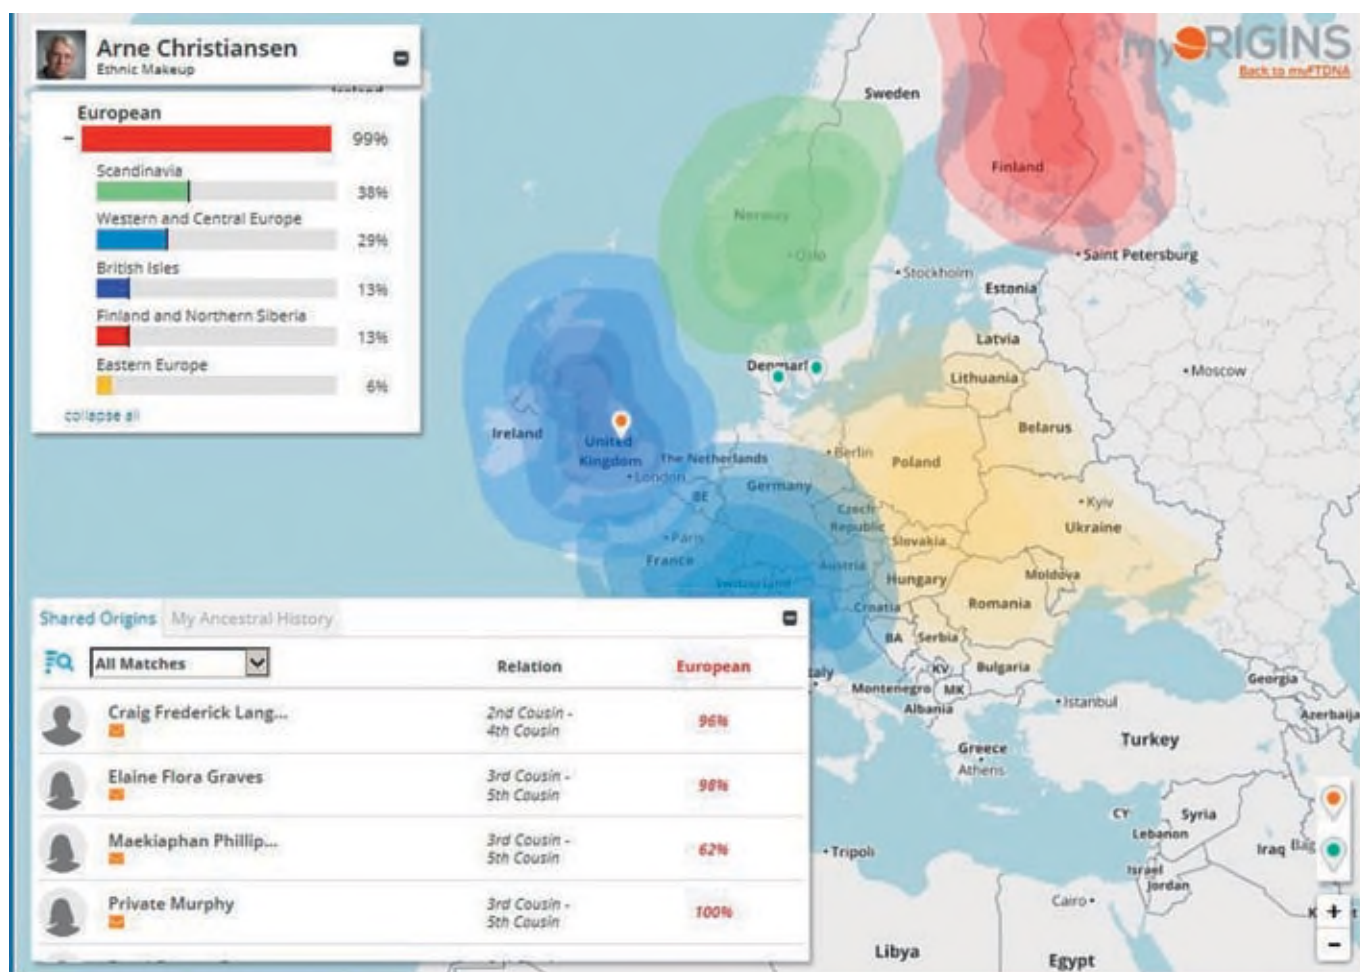 Arne Christiansen
Ethnic Makeup
European
99%
Scandinavia
38%
Western and Central Europe
29%
British Isles
13%
Finland and Northern Siberia
13%
Eastern Europe
6%
collapse all
myORIGINS
Back to myFTDNA
Sweden
Finland
Norway
Oslo
Saint Petersburg
Stockholm
Estonia
Latvia
Denmark
Lithuania
Moscow
Ireland
United
Kingdom
Belarus
The Netherlands
Berlin
Poland
London
BE
Germany
Kyiv
Czech
Republic
Ukraine
Paris
Slovakia
France
Austria
Switzerland
Hungary
Moldova
Croatia
Romania
BA
Serbia
Italy
KV
Bulgaria
Montenegro
MK
Georgia
Albania
Istanbul
Azerbaija
Greece
Turkey
Athens
CY
Syria
Lebanon
Tripoli
Iraq
Bag
Israel
Jordan
Cairo
K
t
Libya
Egypt
+
-
Shared Origins
My Ancestral History
All Matches
Relation
European
Craig Frederick Lang...
2nd Cousin -
4th Cousin
96%
Elaine Flora Graves
3rd Cousin -
5th Cousin
98%
Maekiaphan Phillip...
3rd Cousin -
5th Cousin
62%
Private Murphy
3rd Cousin -
5th Cousin
100%